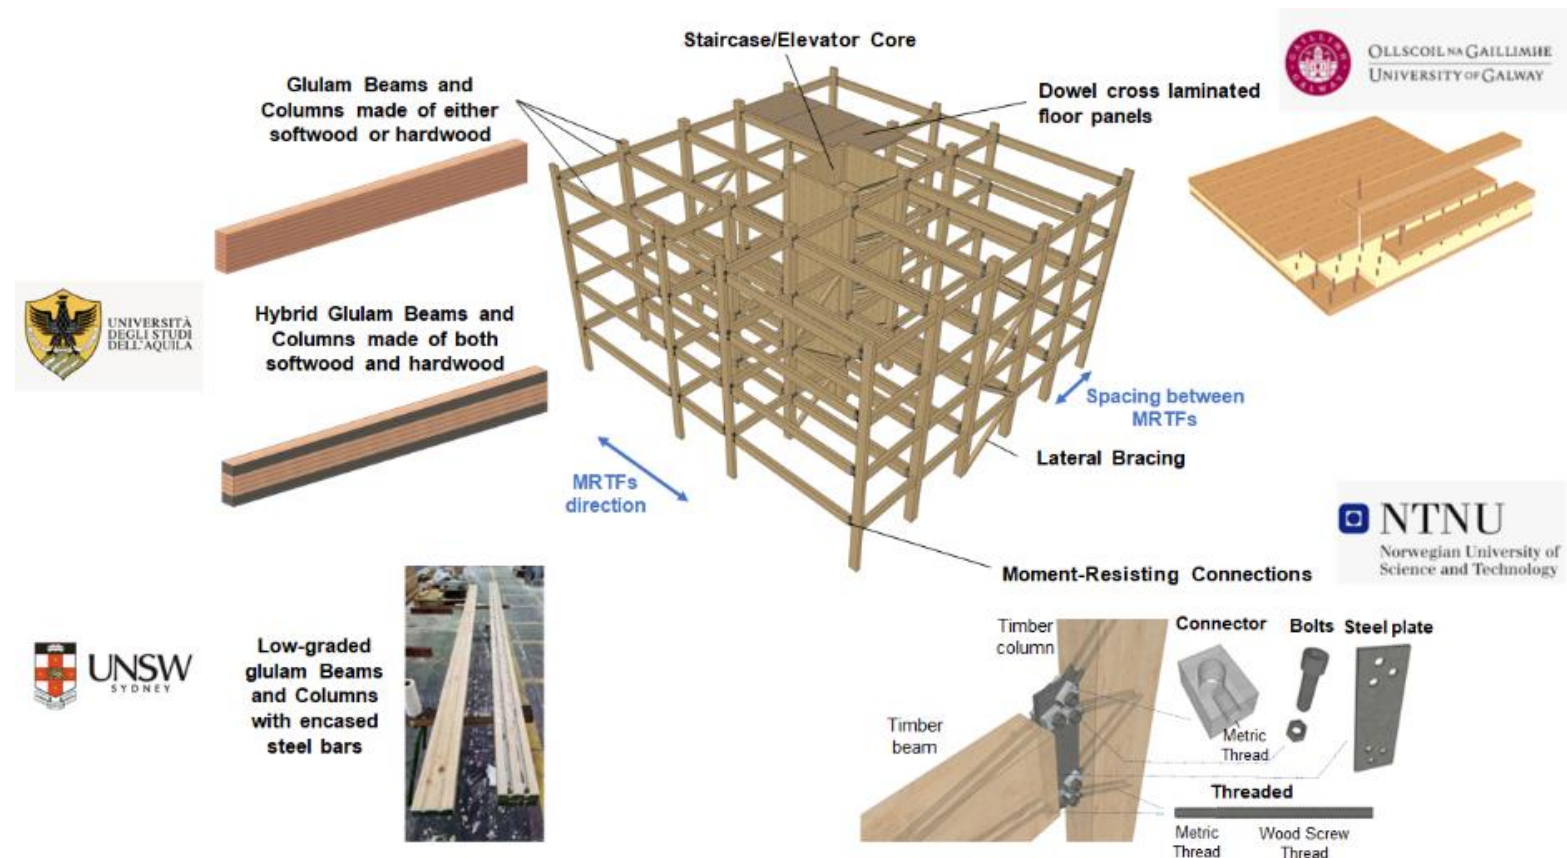 Staircase/Elevator Core
Glulam Beams and
Columns made of either
softwood or hardwood
Dowel cross laminated
floor panels
OLLSCOIL NA GAILLIMHE
UNIVERSITY OF GALWAY
UNIVERSITÀ
DEGLI STUDI
DELL'AQUILA
Hybrid Glulam Beams and
Columns made of both
softwood and hardwood
Spacing between
MRTFs
Lateral Bracing
MRTFs
direction
NTNU
Norwegian University of
Science and Technology
Moment-Resisting Connections
UNSW
SYDNEY
Low-graded
glulam Beams
and Columns
with encased
steel bars
Timber
column
Connector
Bolts
Steel plate
Timber
beam
Metric
Thread
Threaded
Metric
Thread
Wood Screw
Thread